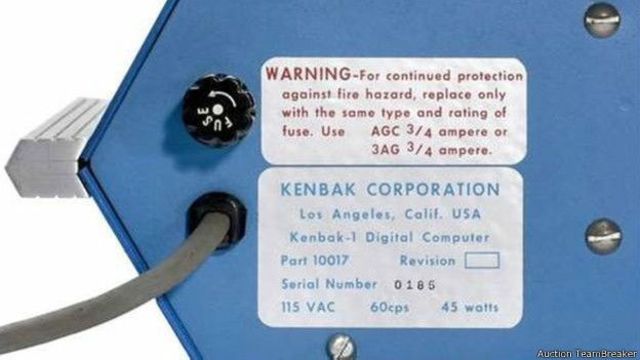 FUSE
WARNING-For continued protection
against fire hazard, replace only
with the same type and rating of
fuse. Use AGC 3/4 ampere or
3AG 3/4 ampere.
KENBAK CORPORATION
Los Angeles, Calif. USA
Kenbak-1 Digital Computer
Part 10017 Revision
Serial Number 0186
115 VAC 60cps 45 watts
Auction TeamBreaker